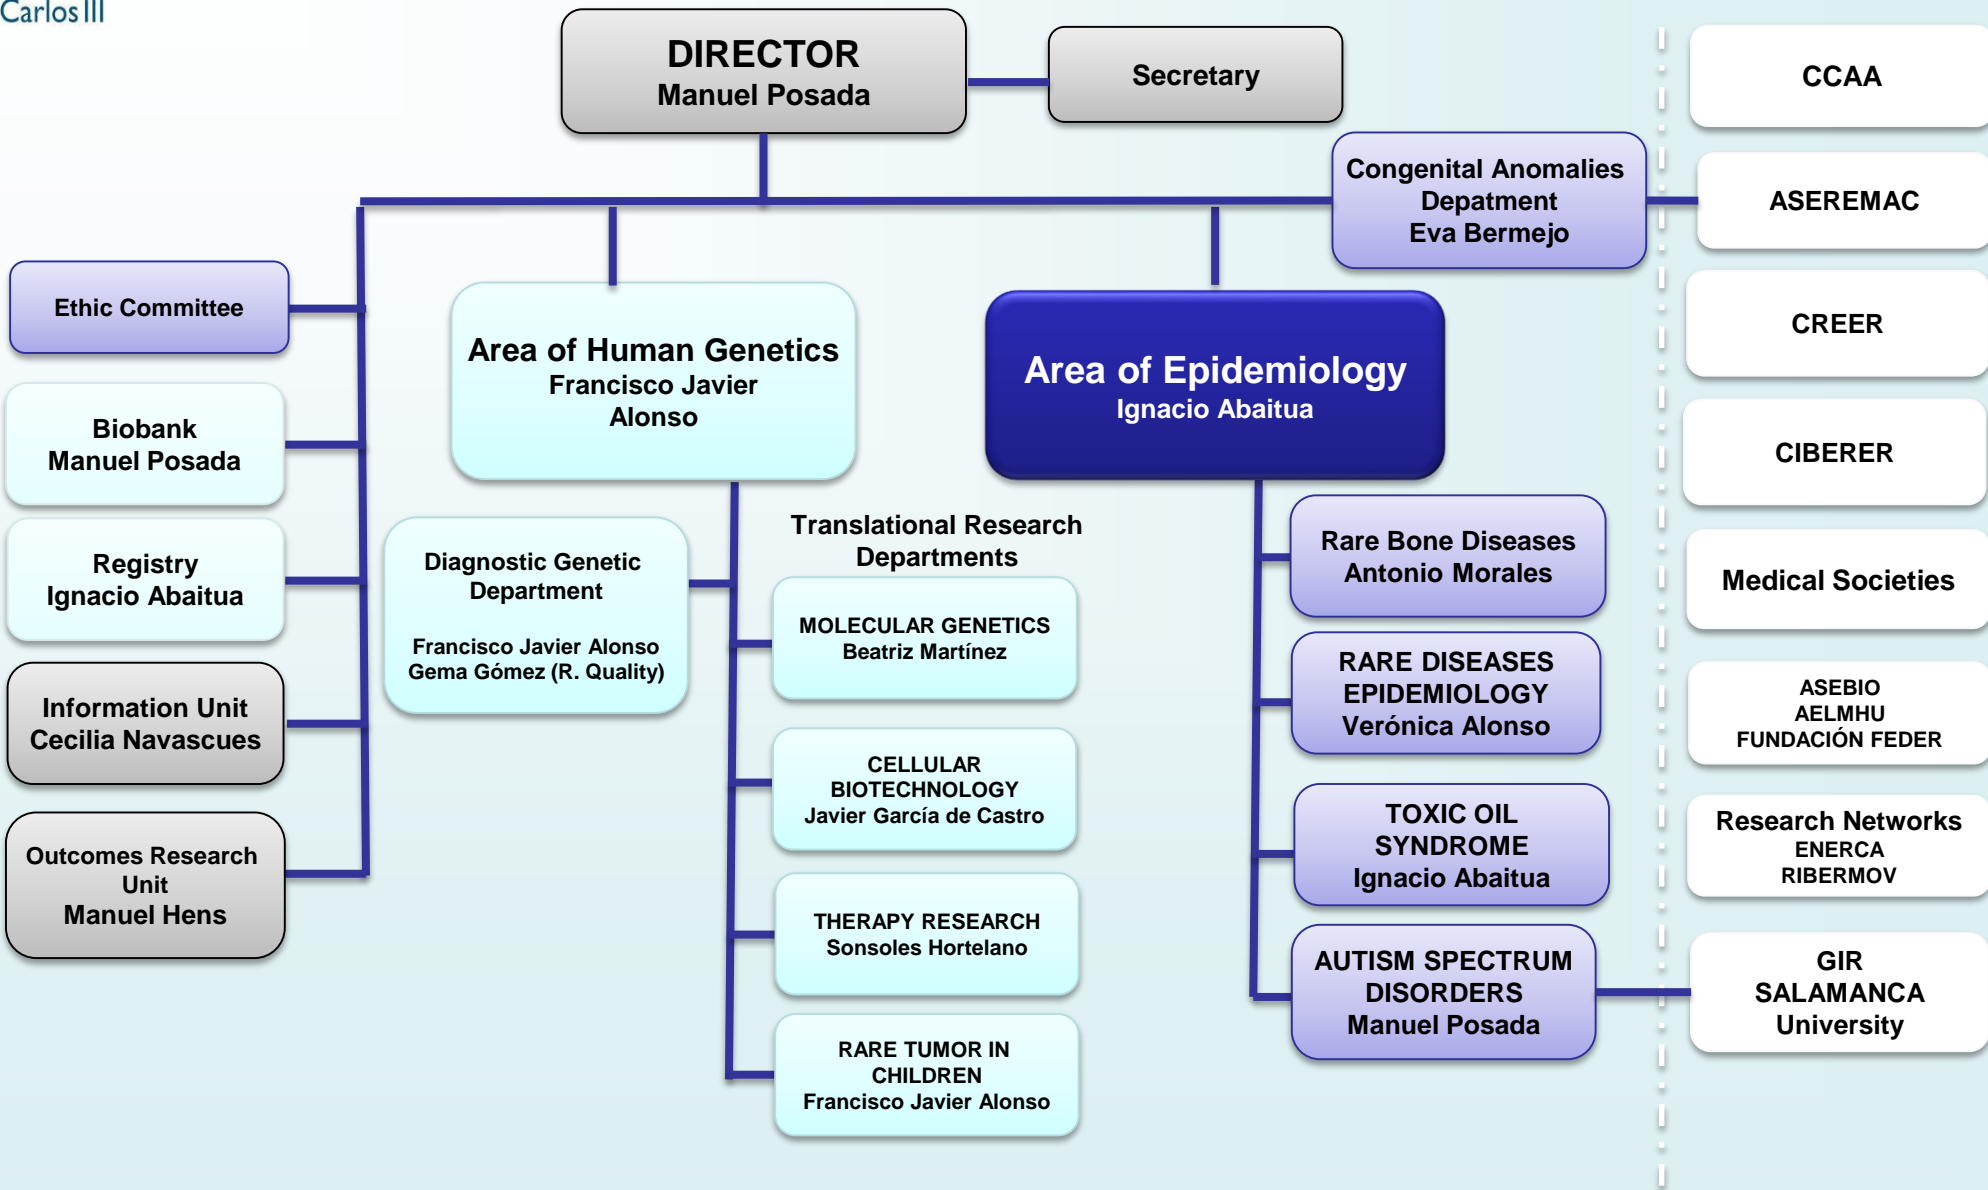 Carlos III
DIRECTOR
Manuel Posada
Secretary
CCAA
Congenital Anomalies
Depatment
Eva Bermejo
ASEREMAC
Ethic Committee
Area of Human Genetics
Francisco Javier
Alonso
Area of Epidemiology
Ignacio Abaitua
CREER
Biobank
Manuel Posada
CIBERER
Registry
Ignacio Abaitua
Diagnostic Genetic
Department
Francisco Javier Alonso
Gema Gómez (R. Quality)
Translational Research
Departments
MOLECULAR GENETICS
Beatriz Martínez
Rare Bone Diseases
Antonio Morales
Medical Societies
Information Unit
Cecilia Navascues
RARE DISEASES
EPIDEMIOLOGY
Verónica Alonso
ASEBIO
AELMHU
FUNDACIÓN FEDER
CELLULAR
BIOTECHNOLOGY
Javier García de Castro
TOXIC OIL
SYNDROME
Ignacio Abaitua
Research Networks
ENERCA
RIBERMOV
Outcomes Research
Unit
Manuel Hens
THERAPY RESEARCH
Sonsoles Hortelano
AUTISM SPECTRUM
DISORDERS
Manuel Posada
GIR
SALAMANCA
University
RARE TUMOR IN
CHILDREN
Francisco Javier Alonso